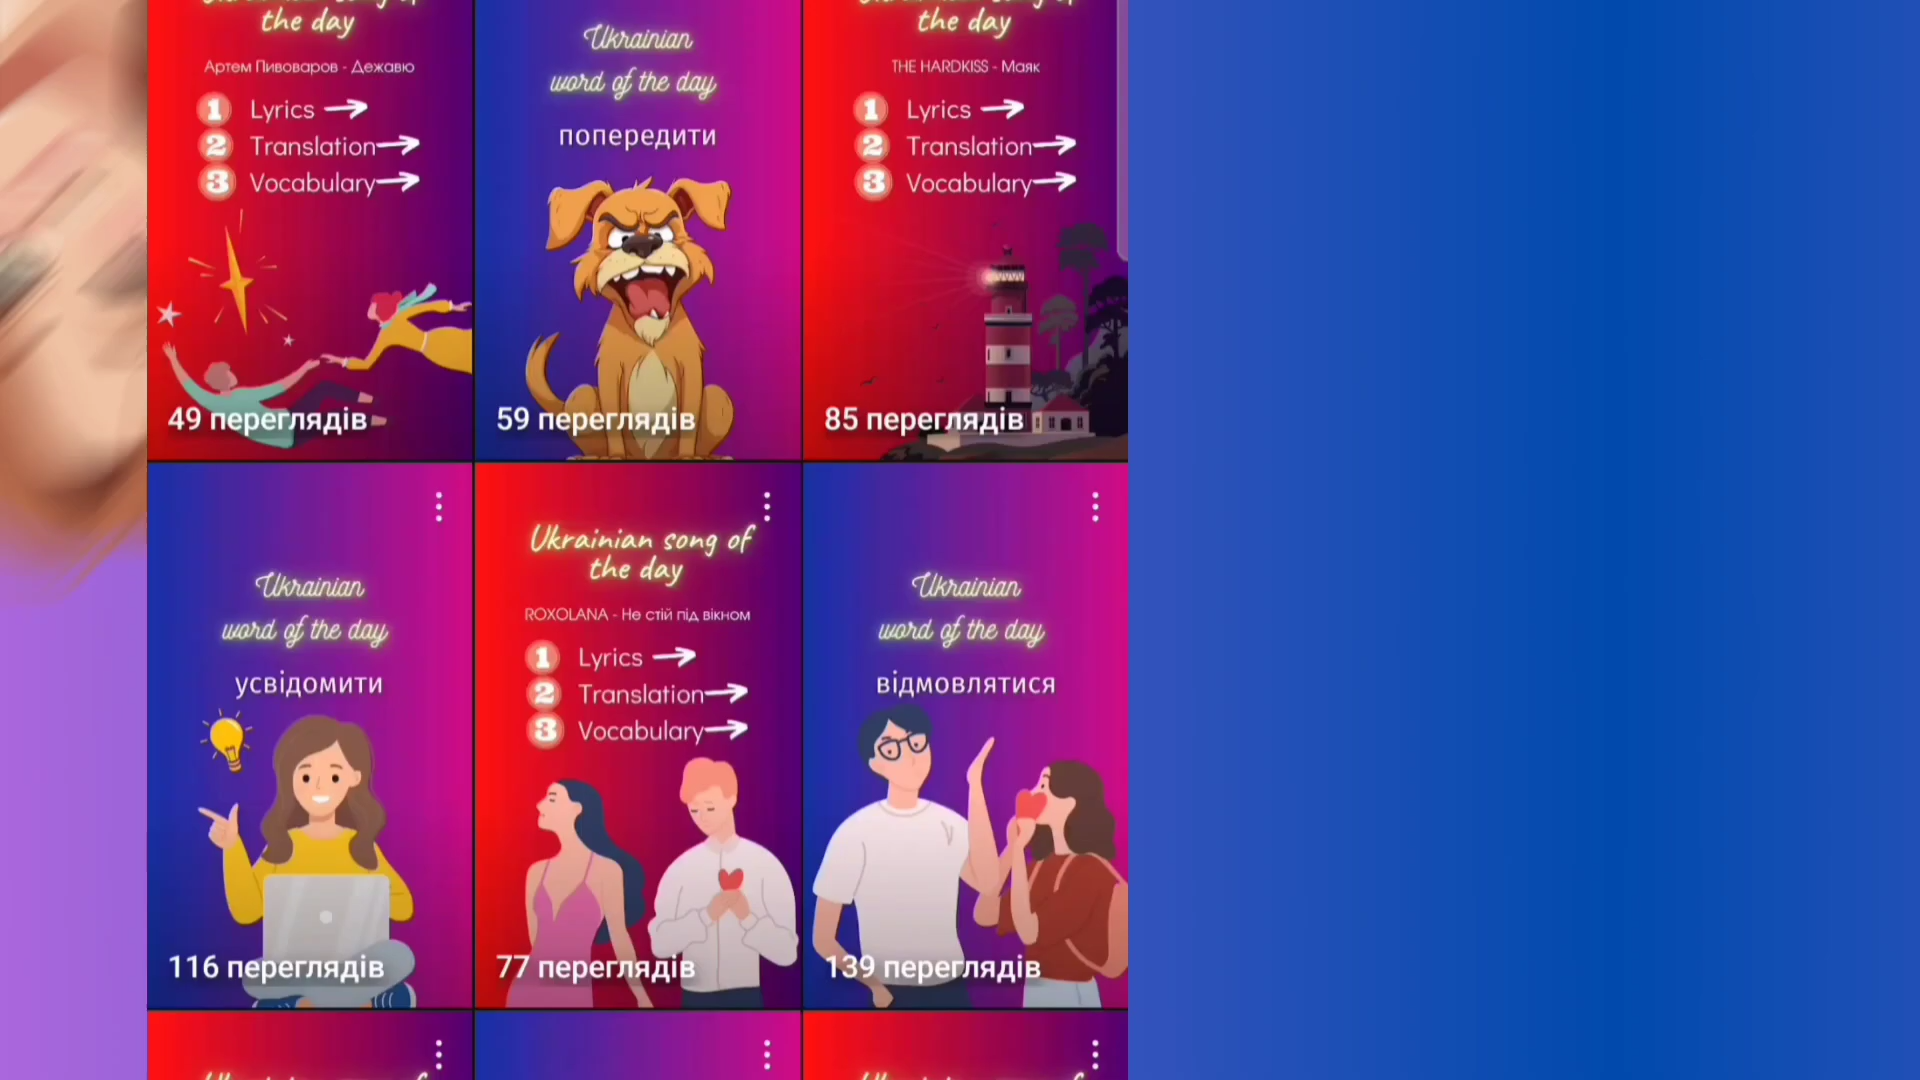 the day
Артем Пивоваров - Дежавю
1 Lyrics
2 Translation
3 Vocabulary
49 переглядів
Ukrainian
word of the day
попередити
59 переглядів
the day
THE HARDKISS - Маяк
1 Lyrics
2 Translation
3 Vocabulary
85 переглядів
Ukrainian
word of the day
усвідомити
116 переглядів
Ukrainian song of
the day
ROXOLANA - Не стій під вікном
1 Lyrics
2 Translation
3 Vocabulary
77 переглядів
Ukrainian
word of the day
відмовлятися
139 переглядів